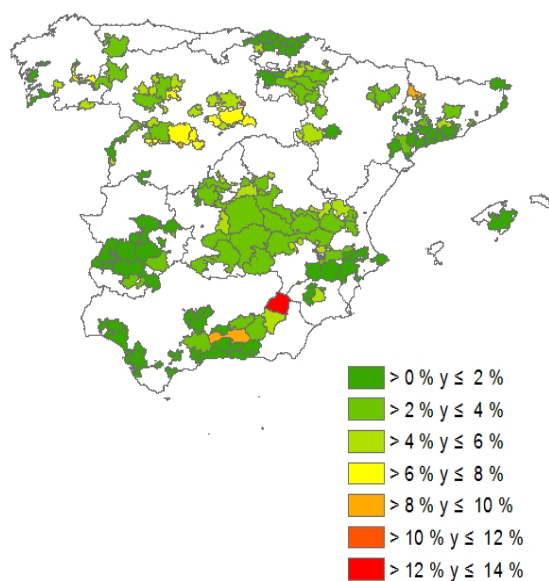 > 0 % y ≤ 2 %
> 2 % y ≤ 4 %
> 4 % y ≤ 6 %
> 6 % y ≤ 8 %
> 8 % y ≤ 10 %
> 10 % y ≤ 12 %
> 12 % y ≤ 14 %